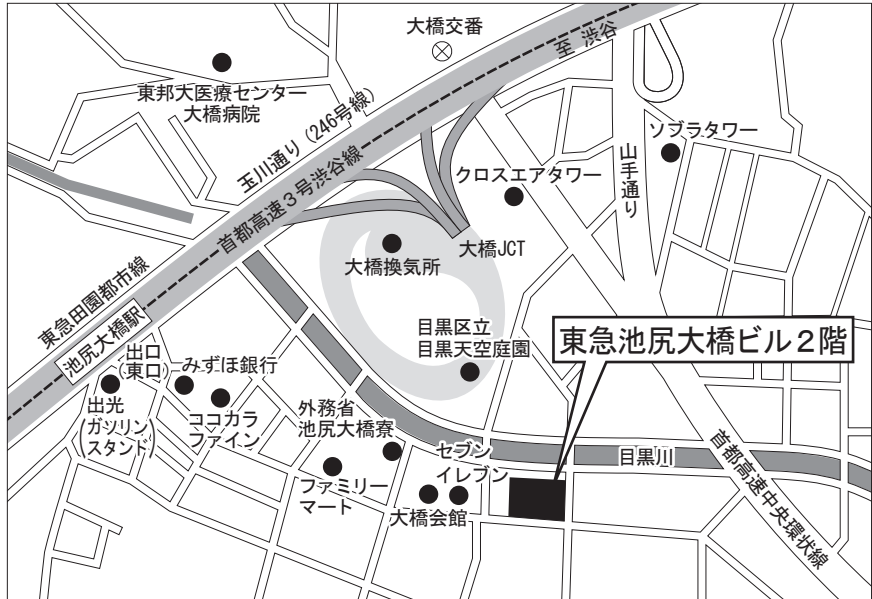 大橋交番
至 渋谷
東邦大医療センター
大橋病院
玉川通り(246号線)
首都高速3号渋谷線
ソブラタワー
山手通り
クロスエアタワー
大橋JCT
大橋換気所
東急田園都市線
池尻大橋駅
目黒区立
目黒天空庭園
東急池尻大橋ビル2階
出口
(東口)
みずほ銀行
出光
(ガソリン
スタンド)
ココカラ
ファイン
外務省
池尻大橋寮
セブン
イレブン
ファミリー
マート
大橋会館
目黒川
首都高速中央環状線